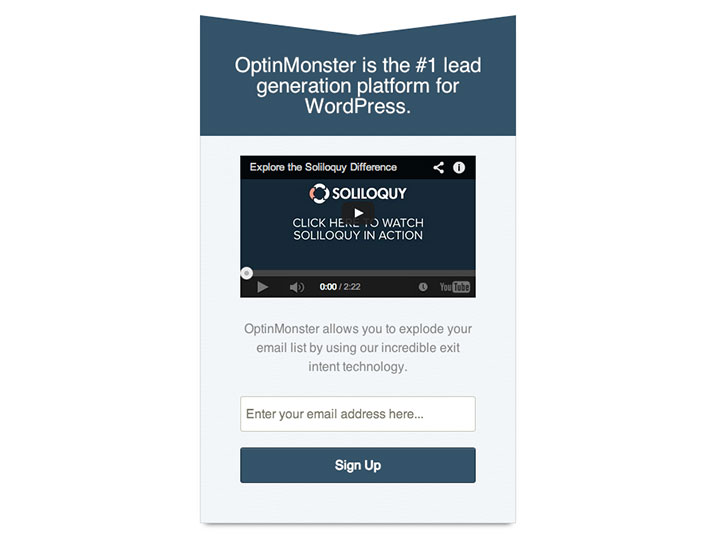 OptinMonster is the #1 lead
generation platform for
WordPress.
Explore the Soliloquy Difference
SOLILOQUY
CLICK HERE TO WATCH
SOLILOQUY IN ACTION
0:00 / 2:22
YouTube
OptinMonster allows you to explode your
email list by using our incredible exit
intent technology.
Enter your email address here...
Sign Up